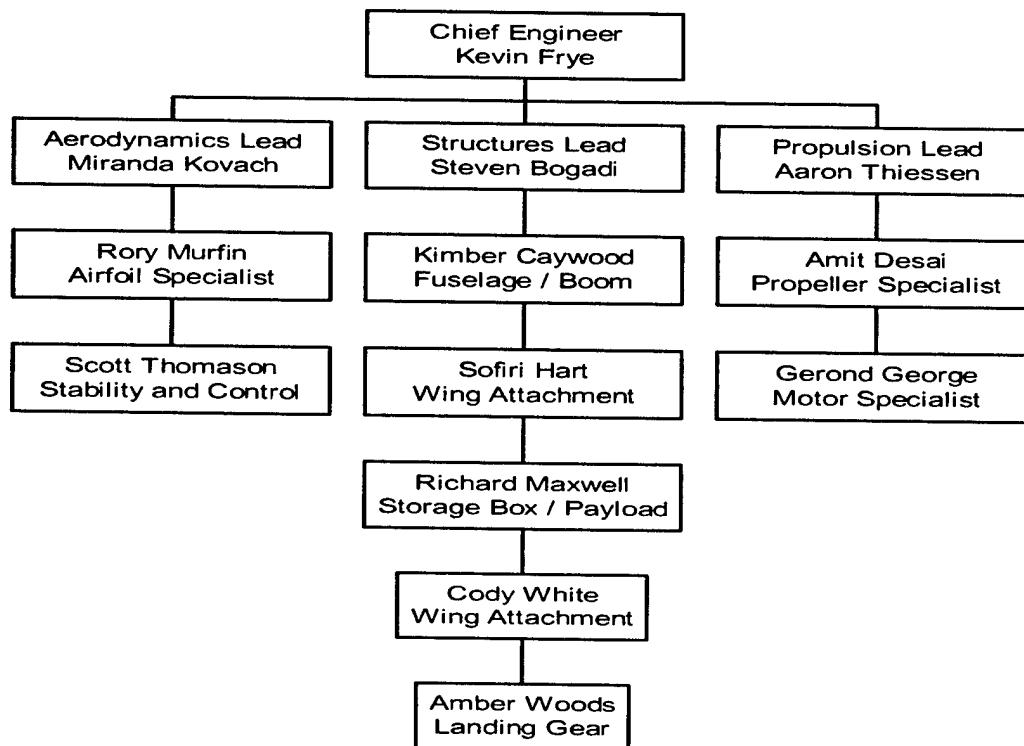 Chief Engineer
Kevin Frye
Aerodynamics Lead
Miranda Kovach
Structures Lead
Steven Bogadi
Propulsion Lead
Aaron Thiessen
Rory Murfin
Airfoil Specialist
Kimber Caywood
Fuselage / Boom
Amit Desai
Propeller Specialist
Scott Thomason
Stability and Control
Sofiri Hart
Wing Attachment
Gerond George
Motor Specialist
Richard Maxwell
Storage Box / Payload
Cody White
Wing Attachment
Amber Woods
Landing Gear